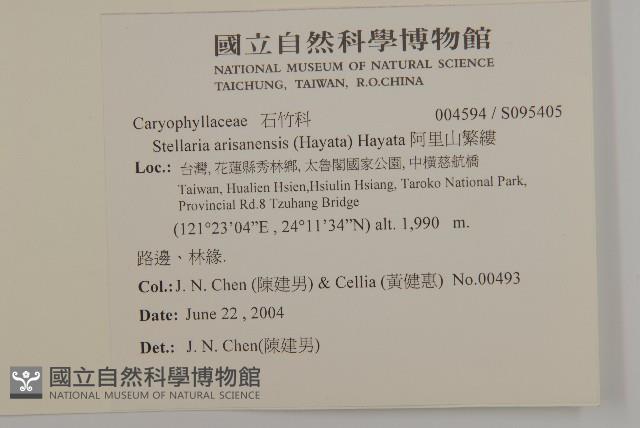 國立自然科學博物館
NATIONAL MUSEUM OF NATURAL SCIENCE
TAICHUNG, TAIWAN, R.O.CHINA
Caryophyllaceae 石竹科 004594 / S095405
Stellaria arisanensis (Hayata) Hayata 阿里山繁縷
Loc.: 台灣, 花蓮縣秀林鄉, 太魯閣國家公園, 中橫慈航橋
Taiwan, Hualien Hsien,Hsiulin Hsiang, Taroko National Park,
Provincial Rd.8 Tzuhang Bridge
(121°23’04”E , 24°11’34”N) alt. 1,990 m.
路邊、林緣.
Col.: J. N. Chen (陳建男) & Cellia (黃健惠) No.00493
Date: June 22 , 2004
Det.: J. N. Chen(陳建男)
國立自然科學博物館
NATIONAL MUSEUM OF NATURAL SCIENCE